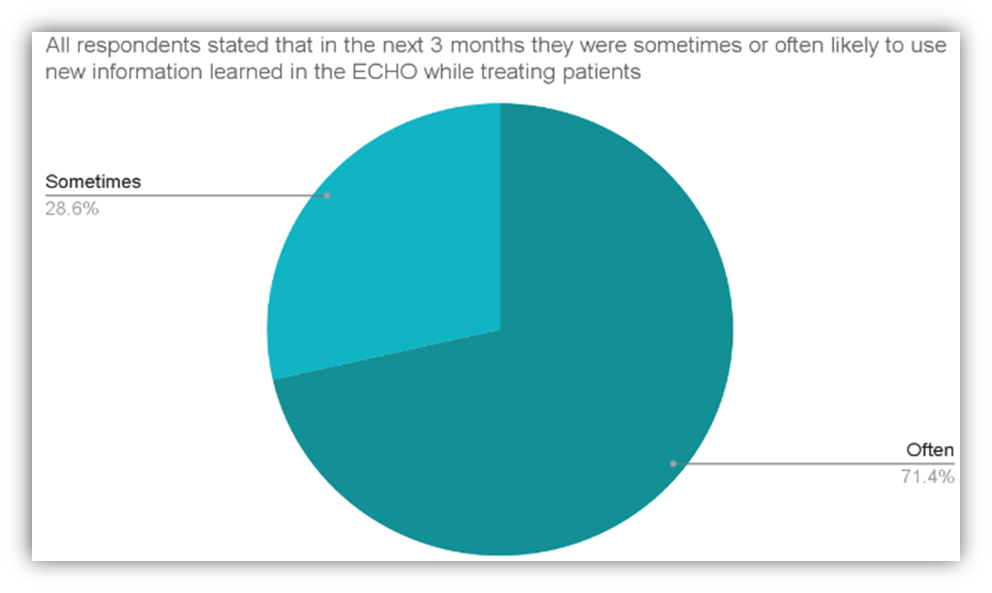 All respondents stated that in the next 3 months they were sometimes or often likely to use
new information learned in the ECHO while treating patients
Sometimes
28.6%
Often
71.4%